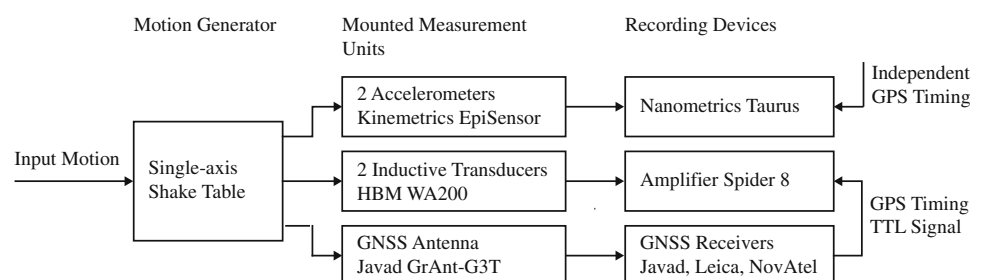 Motion Generator
Mounted Measurement
Units
Recording Devices
Input Motion
Single-axis
Shake Table
2 Accelerometers
Kinemetrics EpiSensor
Nanometrics Taurus
Independent
GPS Timing
2 Inductive Transducers
HBM WA200
Amplifier Spider 8
GPS Timing
TTL Signal
GNSS Antenna
Javad GrAnt-G3T
GNSS Receivers
Javad, Leica, NovAtel